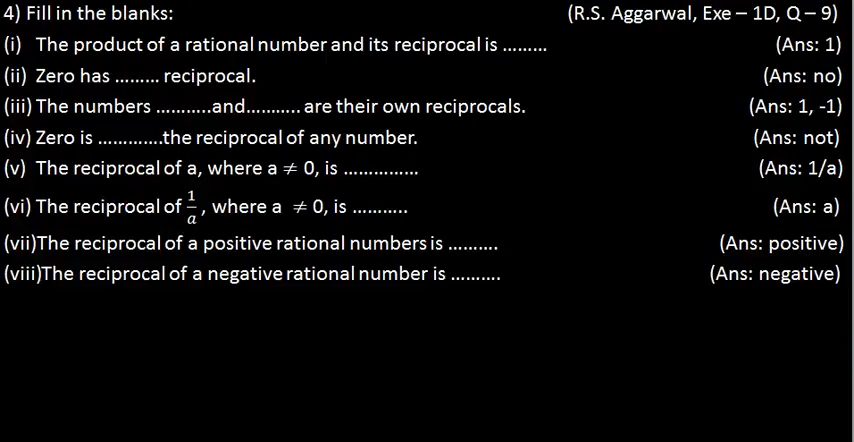 4) Fill in the blanks: (R.S. Aggarwal, Exe – 1D, Q – 9)
(i) The product of a rational number and its reciprocal is ......... (Ans: 1)
(ii) Zero has ......... reciprocal. (Ans: no)
(iii) The numbers ...........and........... are their own reciprocals. (Ans: 1, -1)
(iv) Zero is .............the reciprocal of any number. (Ans: not)
(v) The reciprocal of a, where a ≠ 0, is ............... (Ans: 1/a)
(vi) The reciprocal of 1/a , where a ≠ 0, is ........... (Ans: a)
(vii)The reciprocal of a positive rational numbers is .......... (Ans: positive)
(viii)The reciprocal of a negative rational number is .......... (Ans: negative)